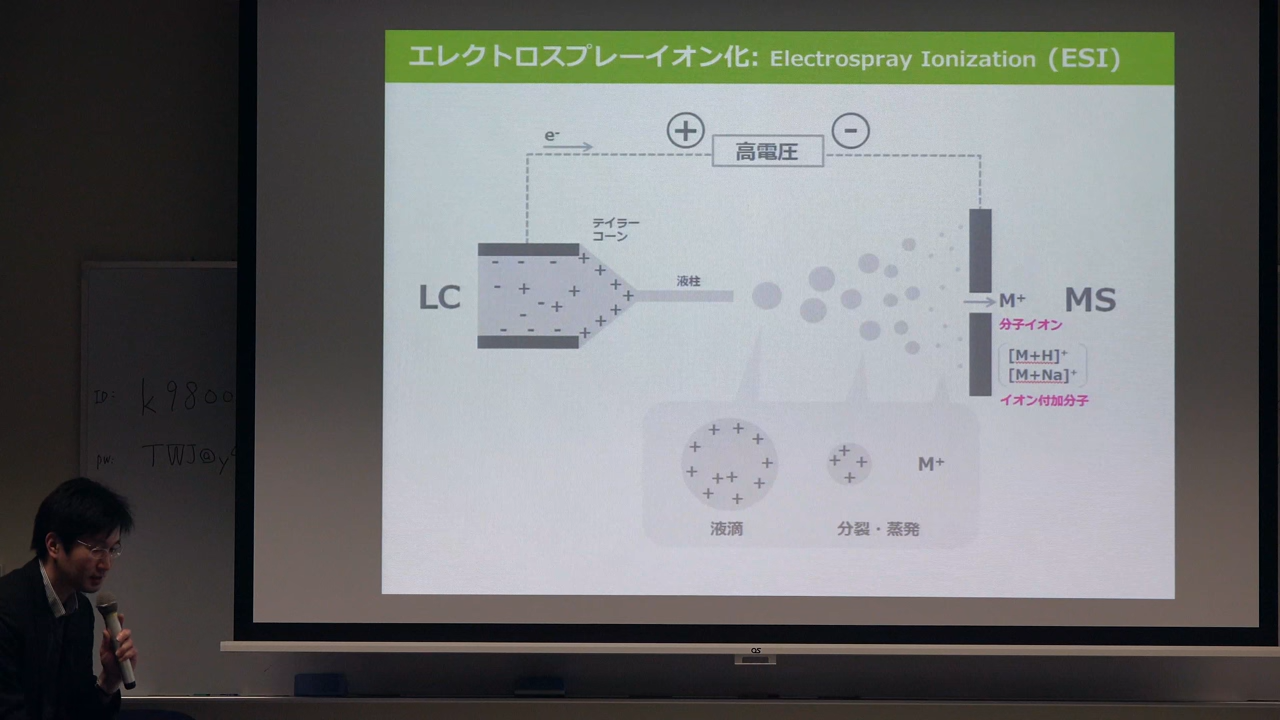 エレクトロスプレーイオン化: Electrospray Ionization (ESI)
e-
+
高電圧
-
テイラー
コーン
液柱
LC
M+
MS
分子イオン
[M+H]+
[M+Na]+
イオン付加分子
M+
液滴
分裂・蒸発
ID: k9800
pw: TWJ@y